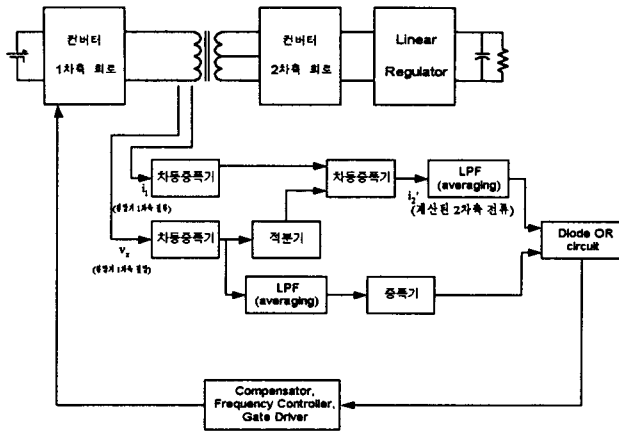 컨버터
1차측 회로
컨버터
2차측 회로
Linear
Regulator
차동증폭기
i₁
차동증폭기
LPF
(averaging)
i₂'
(계산된 2차측 전류)
차동증폭기
적분기
Diode OR
circuit
LPF
(averaging)
증폭기
Compensator,
Frequency Controller,
Gate Driver